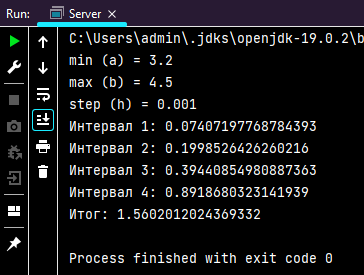 Run: Server ×
C:\Users\admin\.jdks\openjdk-19.0.2\b
min (a) = 3.2
max (b) = 4.5
step (h) = 0.001
Интервал 1: 0.07407197768784393
Интервал 2: 0.1998526426260216
Интервал 3: 0.39440854980887363
Интервал 4: 0.8918680323141939
Итог: 1.5602012024369332
Process finished with exit code 0